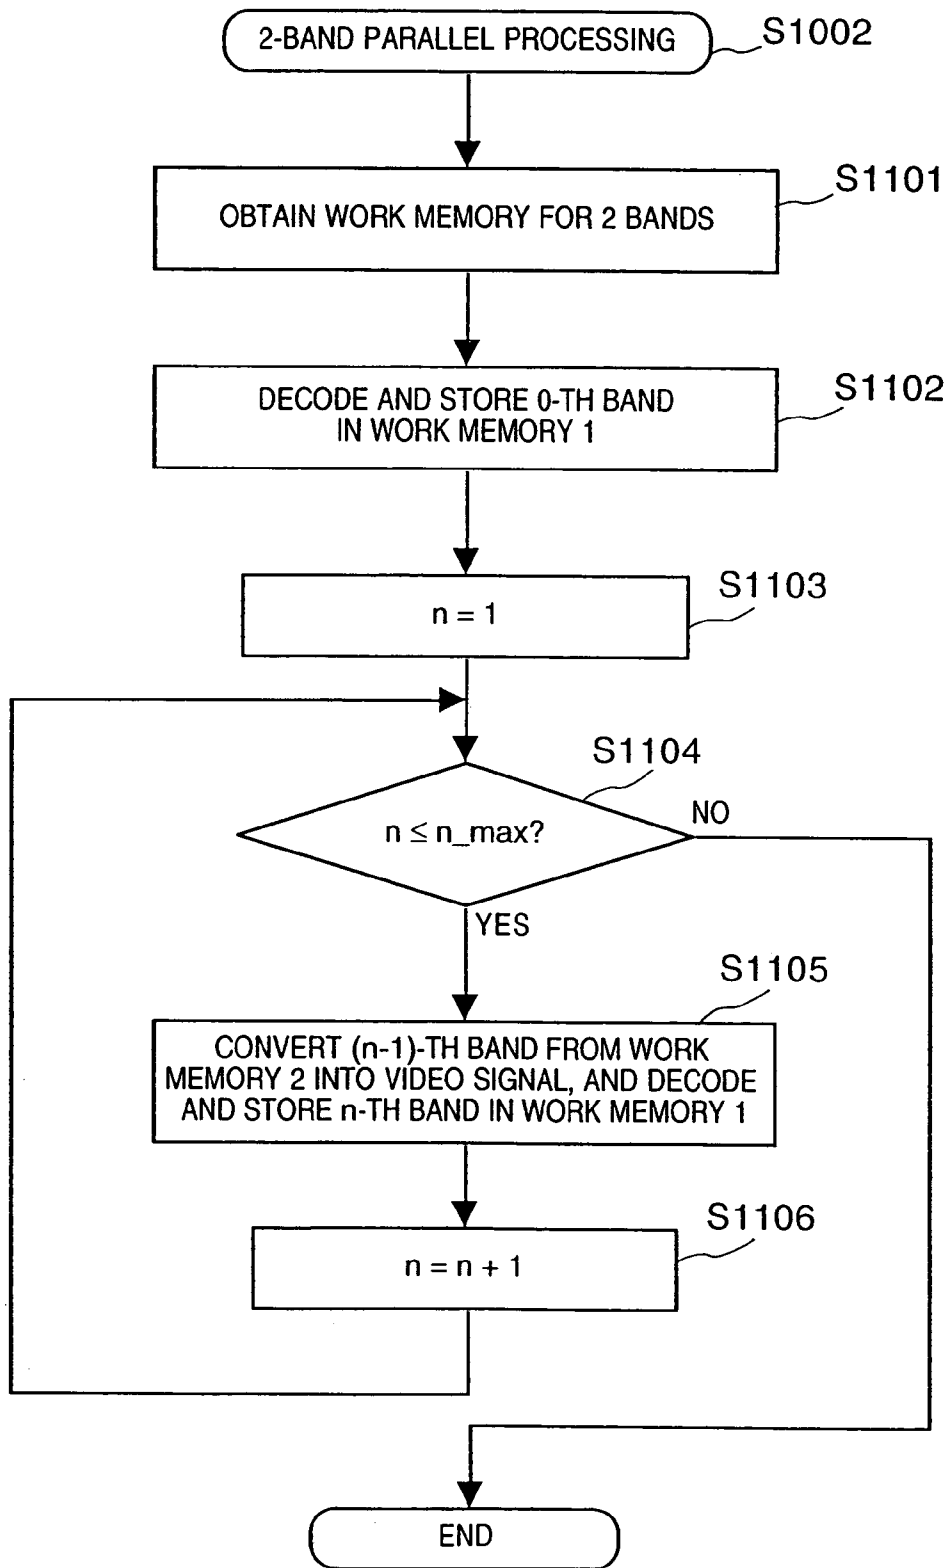 2-BAND PARALLEL PROCESSING
S1002
S1101
OBTAIN WORK MEMORY FOR 2 BANDS
S1102
DECODE AND STORE 0-TH BAND
IN WORK MEMORY 1
S1103
n = 1
S1104
n ≤ n_max?
NO
YES
S1105
CONVERT (n-1)-TH BAND FROM WORK
MEMORY 2 INTO VIDEO SIGNAL, AND DECODE
AND STORE n-TH BAND IN WORK MEMORY 1
S1106
n = n + 1
END